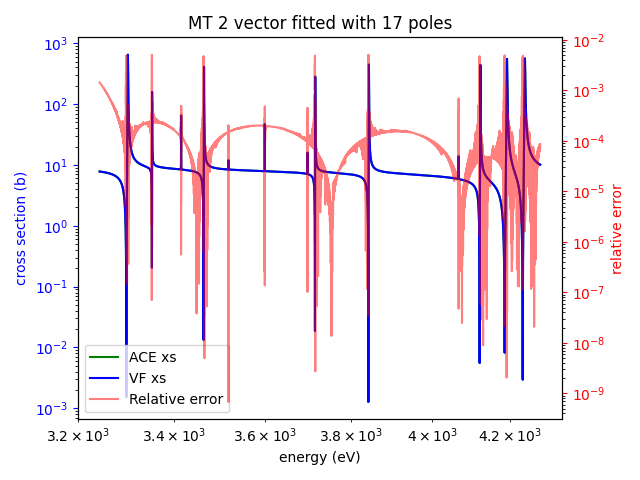 MT 2 vector fitted with 17 poles
10³
10²
10¹
10⁰
10⁻¹
10⁻²
10⁻³
cross section (b)
10⁻²
10⁻³
10⁻⁴
10⁻⁵
10⁻⁶
10⁻⁷
10⁻⁸
10⁻⁹
relative error
ACE xs
VF xs
Relative error
3.2 × 10³ 3.4 × 10³ 3.6 × 10³ 3.8 × 10³ 4 × 10³ 4.2 × 10³
energy (eV)